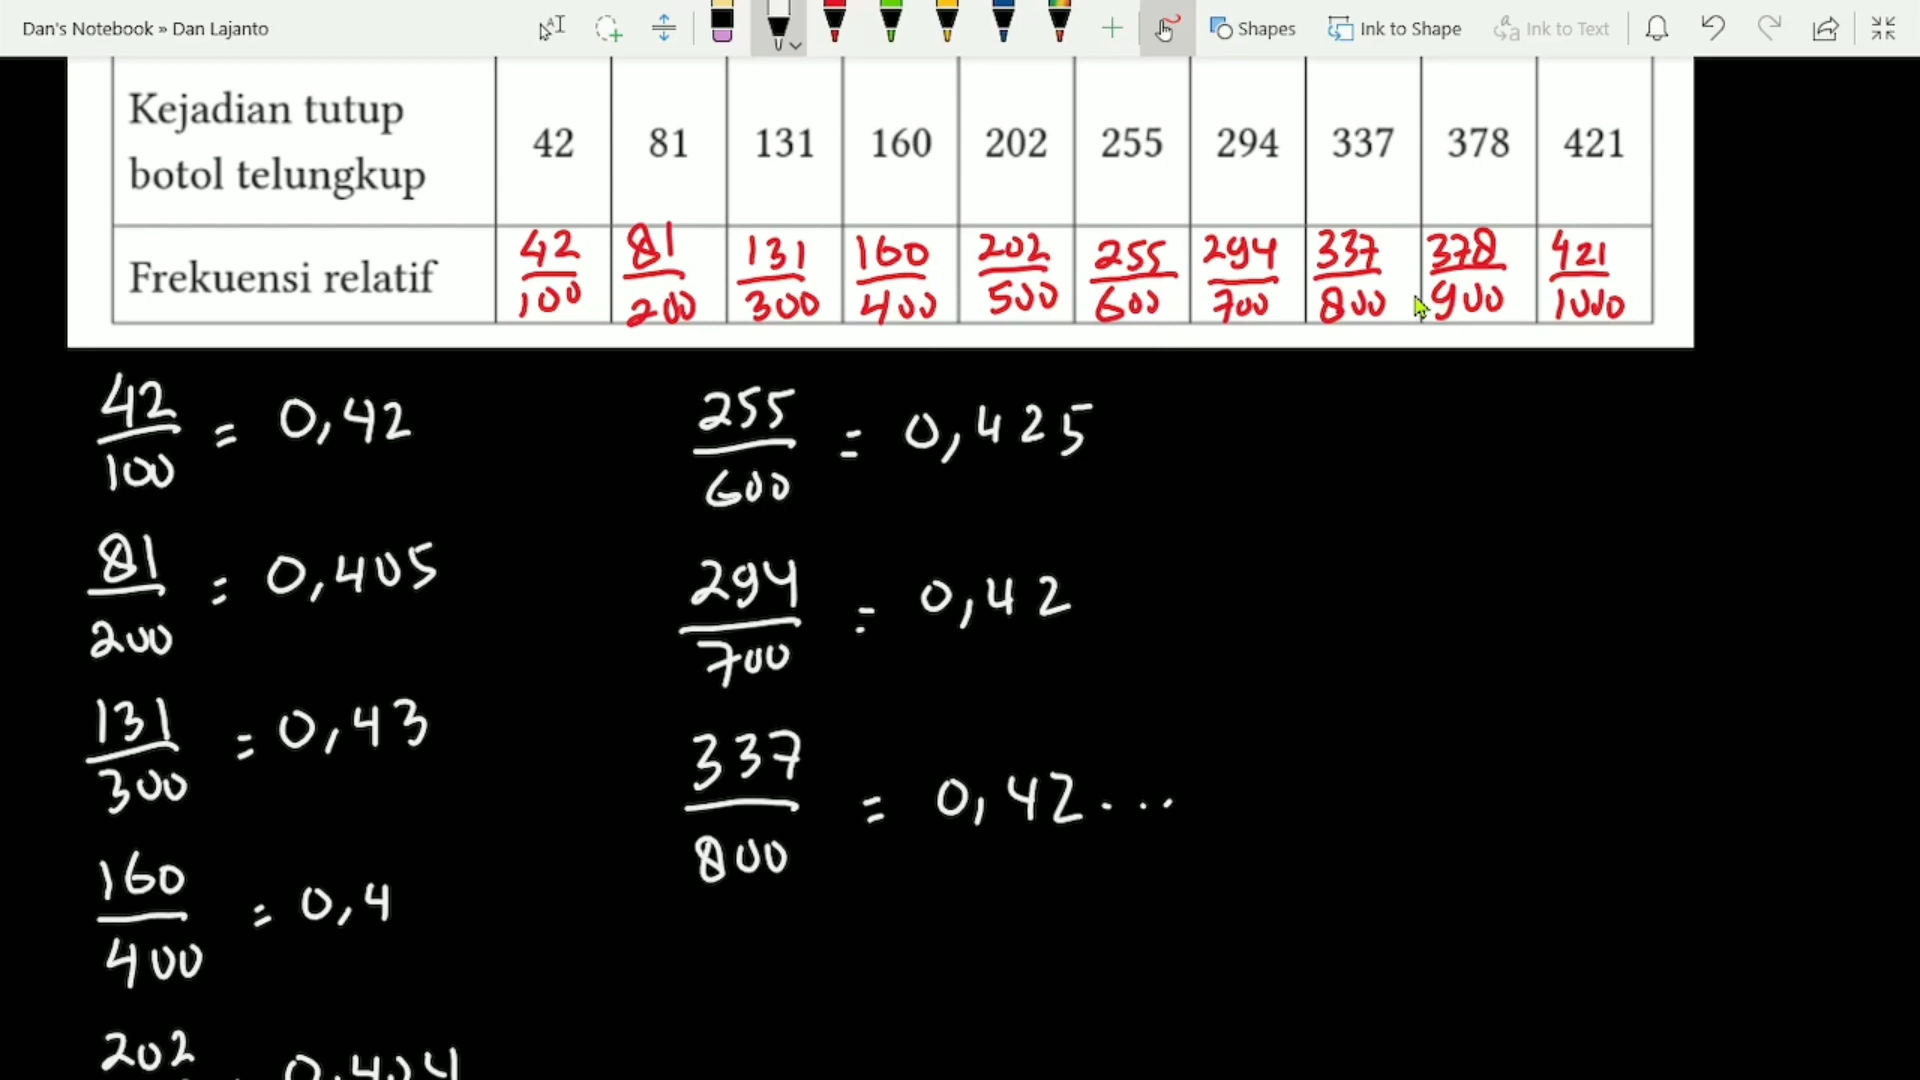 Dan's Notebook » Dan Lajanto
Shapes
Ink to Shape
Ink to Text
Kejadian tutup botol telungkup 42 81 131 160 202 255 294 337 378 421
Frekuensi relatif 42/100 81/200 131/300 160/400 202/500 255/600 294/700 337/800 378/900 421/1000
42/100 = 0,42
81/200 = 0,405
131/300 = 0,43
160/400 = 0,4
202 0,404
255/600 = 0,425
294/700 = 0,42
337/800 = 0,42...